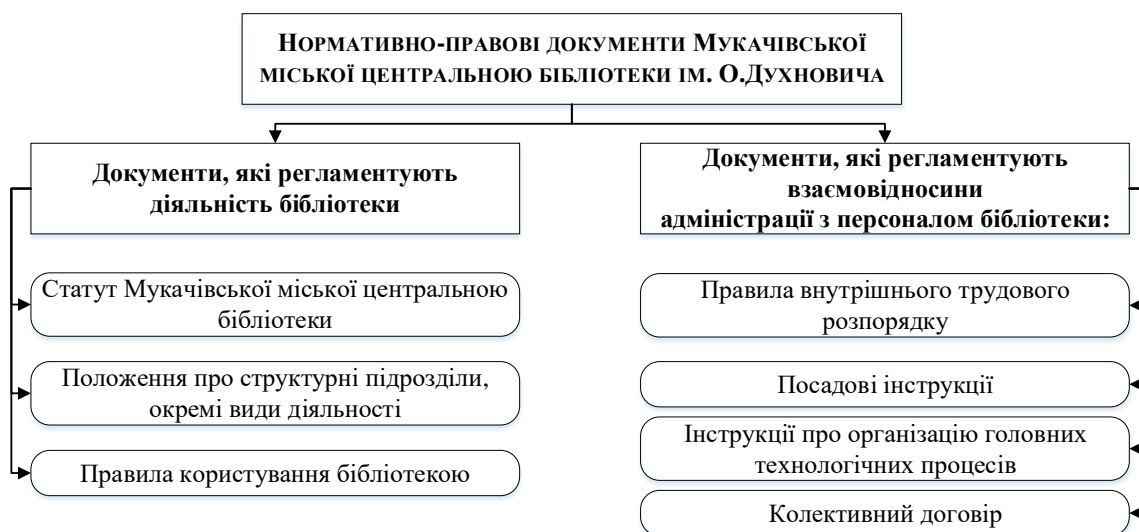 НОРМАТИВНО-ПРАВОВІ ДОКУМЕНТИ МУКАЧІВСЬКОЇ
МІСЬКОЇ ЦЕНТРАЛЬНОЮ БІБЛІОТЕКИ ІМ. О.ДУХНОВИЧА
Документи, які регламентують
діяльність бібліотеки
Статут Мукачівської міської центральною
бібліотеки
Положення про структурні підрозділи,
окремі види діяльності
Правила користування бібліотекою
Документи, які регламентують
взаємовідносини
адміністрації з персоналом бібліотеки:
Правила внутрішнього трудового
розпорядку
Посадові інструкції
Інструкції про організацію головних
технологічних процесів
Колективний договір